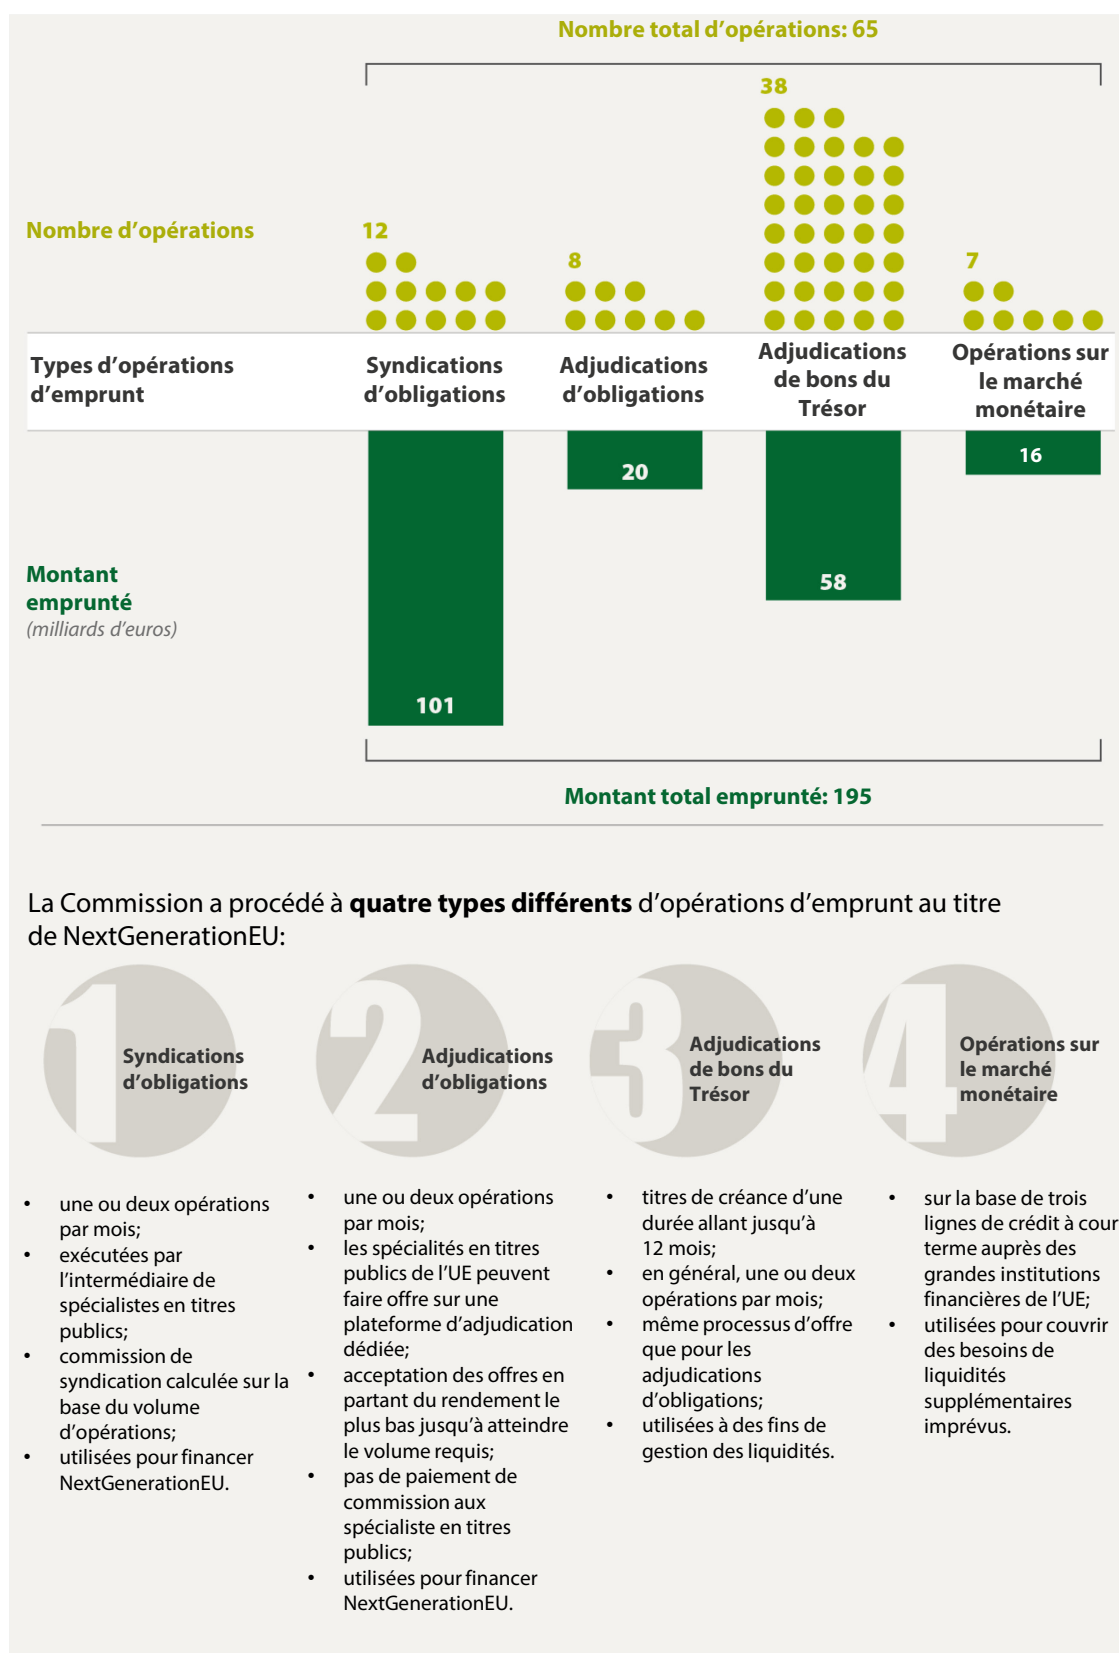 Nombre total d’opérations: 65
38
Nombre d’opérations
12
8
7
Types d’opérations
d’emprunt
Syndications
d’obligations
Adjudications
d’obligations
Adjudications
de bons du
Trésor
Opérations sur
le marché
monétaire
101
20
58
16
Montant
emprunté
(milliards d’euros)
Montant total emprunté: 195
La Commission a procédé à quatre types différents d’opérations d’emprunt au titre
de NextGenerationEU:
1
Syndications
d’obligations
2
Adjudications
d’obligations
3
Adjudications
de bons du
Trésor
4
Opérations sur
le marché
monétaire
• une ou deux opérations
par mois;
• exécutées par
l’intermédiaire de
spécialistes en titres
publics;
• commission de
syndication calculée sur la
base du volume
d’opérations;
• utilisées pour financer
NextGenerationEU.
• une ou deux opérations
par mois;
• les spécialités en titres
publics de l’UE peuvent
faire offre sur une
plateforme d’adjudication
dédiée;
• acceptation des offres en
partant du rendement le
plus bas jusqu’à atteindre
le volume requis;
• pas de paiement de
commission aux
spécialiste en titres
publics;
• utilisées pour financer
NextGenerationEU.
• titres de créance d’une
durée allant jusqu’à
12 mois;
• en général, une ou deux
opérations par mois;
• même processus d’offre
que pour les
adjudications
d’obligations;
• utilisées à des fins de
gestion des liquidités.
• sur la base de trois
lignes de crédit à cour
terme auprès des
grandes institutions
financières de l’UE;
• utilisées pour couvrir
des besoins de
liquidités
supplémentaires
imprévus.